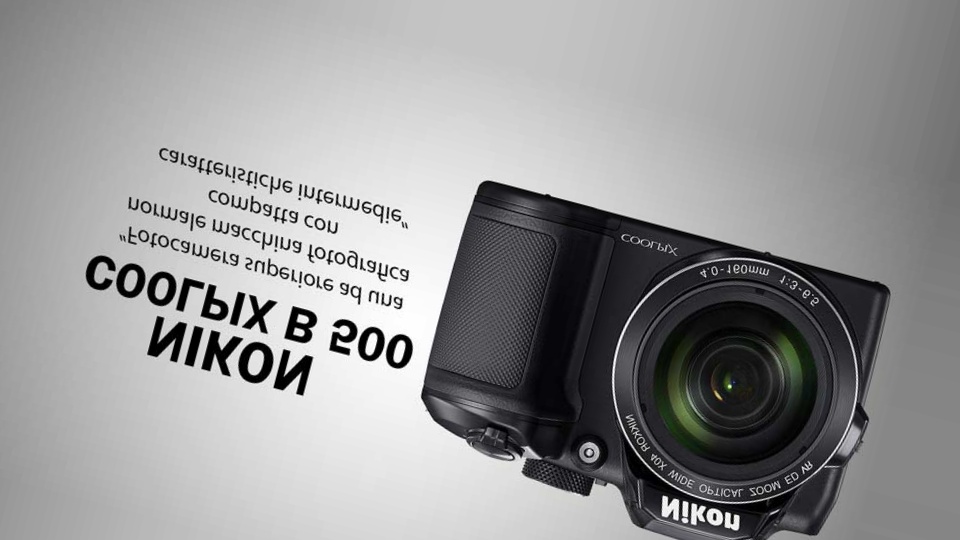 NIKON
COOLPIX B 500
"Fotocamera superiore ad una
normale macchina fotografica
compatta con
caratteristiche intermedie"
Nikon
NIKKOR 40X WIDE OPTICAL ZOOM ED VR
4.0-160mm 1:3-6.5
COOLPIX